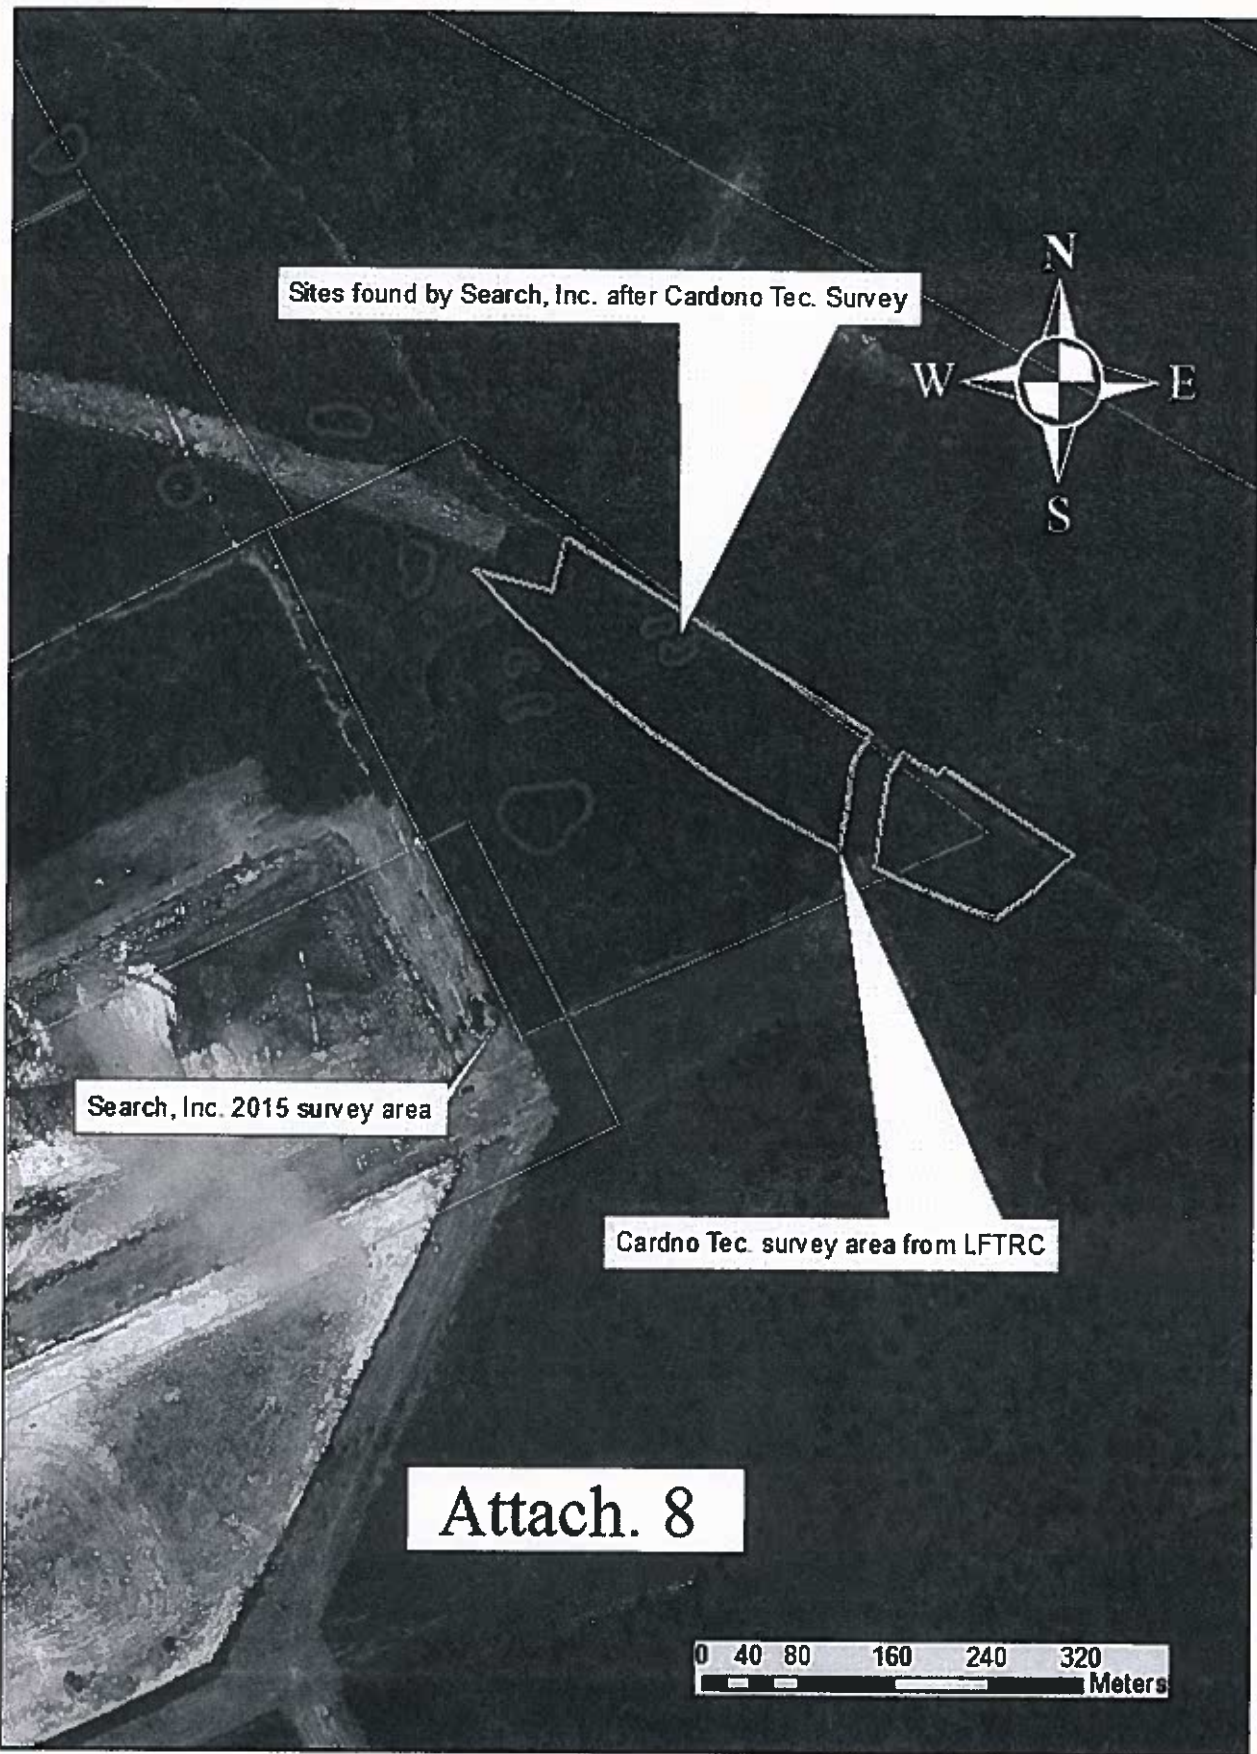 Sites found by Search, Inc. after Cardono Tec. Survey
N
W E
S
Search, Inc. 2015 survey area
Cardno Tec. survey area from LFTRC
Attach. 8
0 40 80 160 240 320
Meters